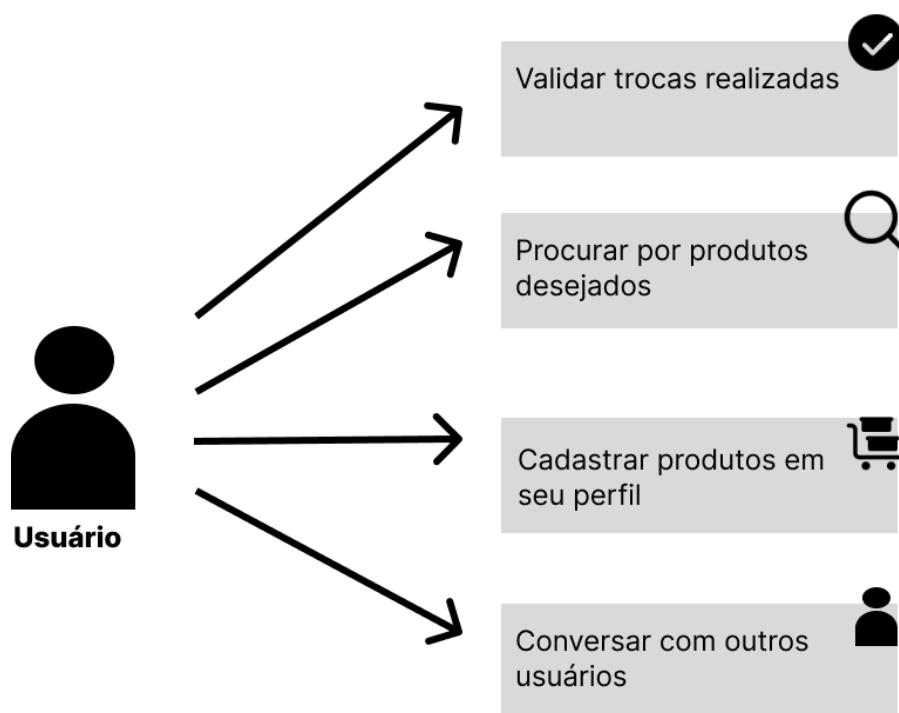 Validar trocas realizadas
Procurar por produtos
desejados
Cadastrar produtos em
seu perfil
Usuário
Conversar com outros
usuários